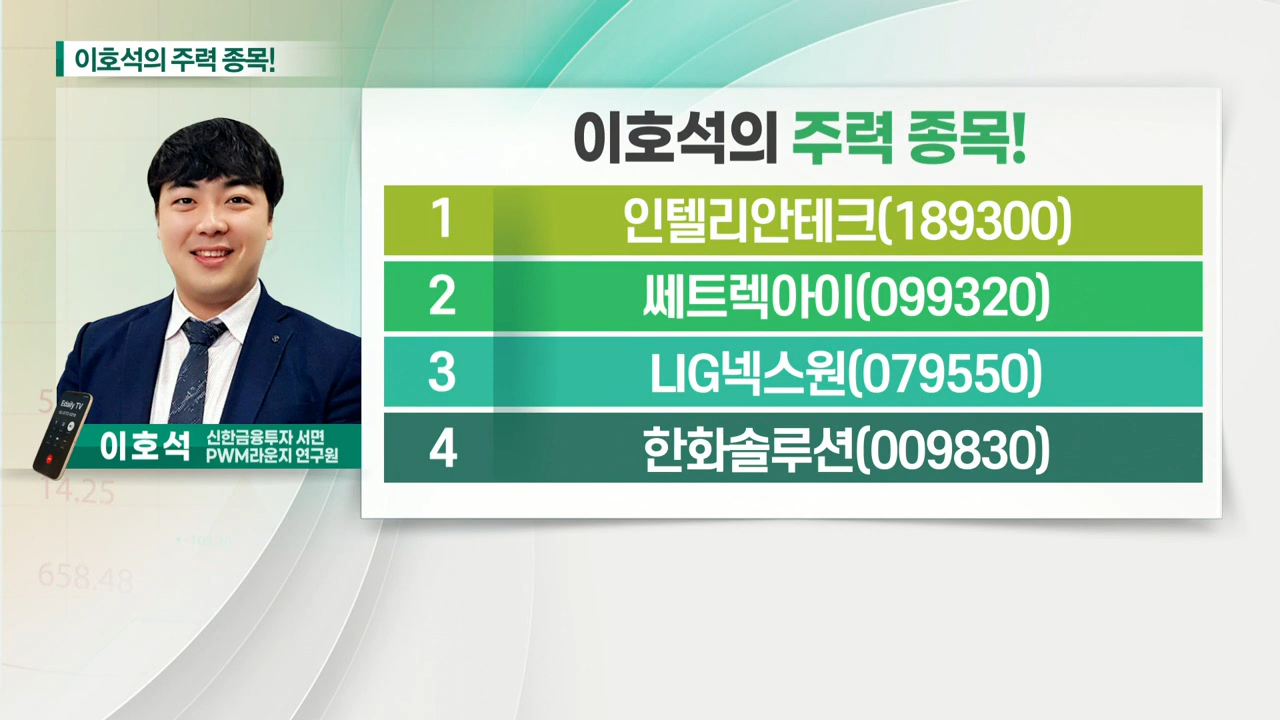 이호석의 주력 종목!
이호석의 주력 종목!
1 인텔리안테크(189300)
2 쎄트렉아이(099320)
3 LIG넥스원(079550)
4 한화솔루션(009830)
Edaily TV
이호석 신한금융투자 서면
PWM라운지 연구원
14.25
658.48